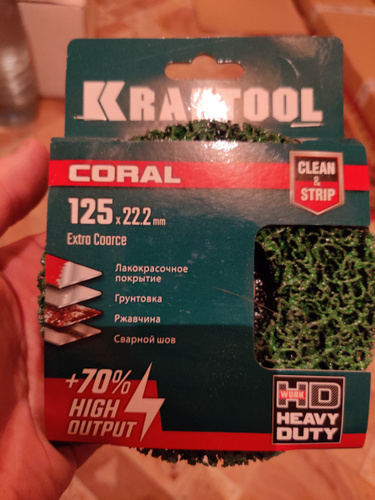 KRAFTOOL
CORAL
CLEAN
&
STRIP
125 x 22.2 mm
Extra Coarce
Лакокрасочное
покрытие
Грунтовка
Ржавчина
Сварной шов
+70%
HIGH
OUTPUT
HD
WORK
HEAVY
DUTY